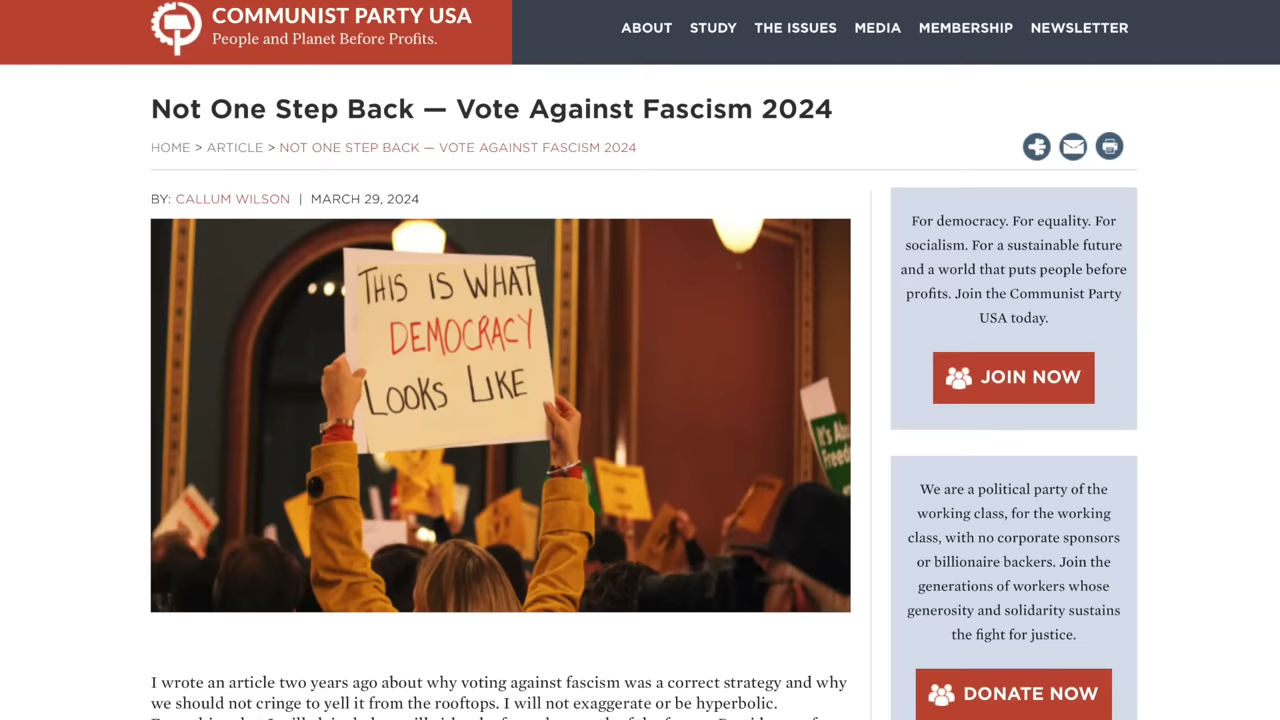 COMMUNIST PARTY USA
People and Planet Before Profits.
ABOUT STUDY THE ISSUES MEDIA MEMBERSHIP NEWSLETTER
Not One Step Back — Vote Against Fascism 2024
HOME > ARTICLE > NOT ONE STEP BACK — VOTE AGAINST FASCISM 2024
BY: CALLUM WILSON | MARCH 29, 2024
THIS IS WHAT
DEMOCRACY
LOOKS LIKE
It's
I wrote an article two years ago about why voting against fascism was a correct strategy and why
we should not cringe to yell it from the rooftops. I will not exaggerate or be hyperbolic.
For democracy. For equality. For
socialism. For a sustainable future
and a world that puts people before
profits. Join the Communist Party
USA today.
JOIN NOW
We are a political party of the
working class, for the working
class, with no corporate sponsors
or billionaire backers. Join the
generations of workers whose
generosity and solidarity sustains
the fight for justice.
DONATE NOW